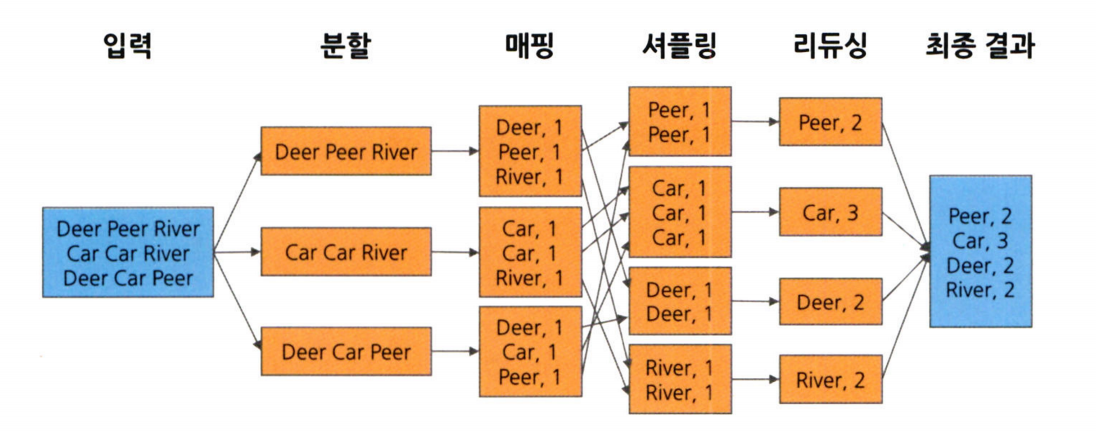 입력
분할
매핑
셔플링
리듀싱
최종 결과
Deer Peer River
Car Car River
Deer Car Peer
Deer Peer River
Car Car River
Deer Car Peer
Deer, 1
Peer, 1
River, 1
Car, 1
Car, 1
River, 1
Deer, 1
Car, 1
Peer, 1
Peer, 1
Peer, 1
Car, 1
Car, 1
Car, 1
Deer, 1
Deer, 1
River, 1
River, 1
Peer, 2
Car, 3
Deer, 2
River, 2
Peer, 2
Car, 3
Deer, 2
River, 2